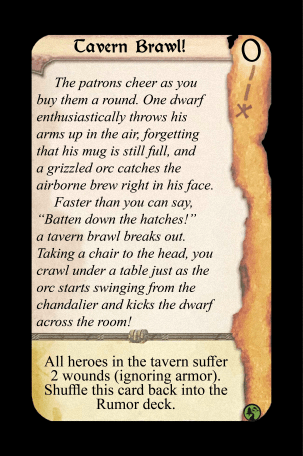 Tavern Brawl!
0
The patrons cheer as you
buy them a round. One dwarf
enthusiastically throws his
arms up in the air, forgetting
that his mug is still full, and
a grizzled orc catches the
airborne brew right in his face.
Faster than you can say,
“Batten down the hatches!”
a tavern brawl breaks out.
Taking a chair to the head, you
crawl under a table just as the
orc starts swinging from the
chandalier and kicks the dwarf
across the room!
All heroes in the tavern suffer
2 wounds (ignoring armor).
Shuffle this card back into the
Rumor deck.